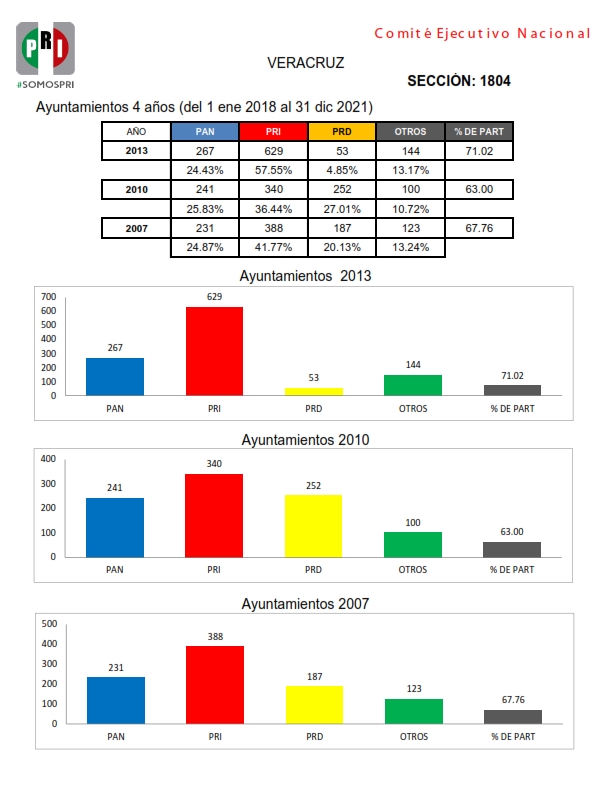 Comité Ejecutivo Nacional
PRI
#SOMOSPRI
VERACRUZ
SECCIÓN: 1804
Ayuntamientos 4 años (del 1 ene 2018 al 31 dic 2021)
AÑO PAN PRI PRD OTROS % DE PART
2013 267 629 53 144 71.02
24.43% 57.55% 4.85% 13.17%
2010 241 340 252 100 63.00
25.83% 36.44% 27.01% 10.72%
2007 231 388 187 123 67.76
24.87% 41.77% 20.13% 13.24%
Ayuntamientos 2013
700
600
500
400
300
200
100
0
267 629 53 144 71.02
PAN PRI PRD OTROS % DE PART
Ayuntamientos 2010
400
300
200
100
0
241 340 252 100 63.00
PAN PRI PRD OTROS % DE PART
Ayuntamientos 2007
500
400
300
200
100
0
231 388 187 123 67.76
PAN PRI PRD OTROS % DE PART